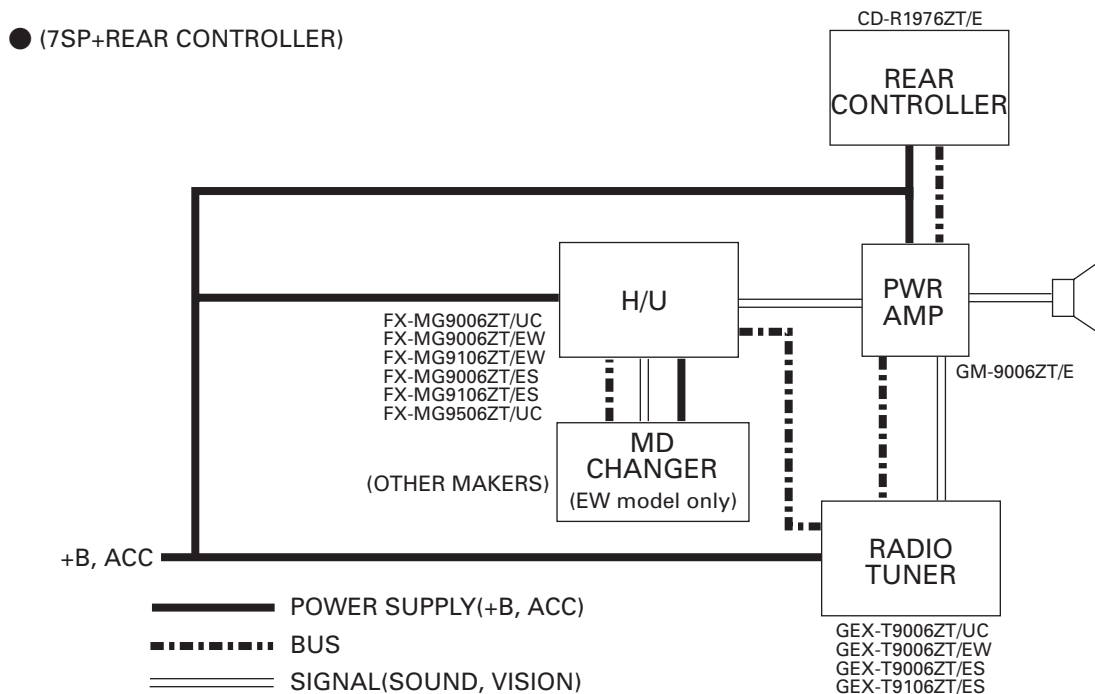 CD-R1976ZT/E
● (7SP+REAR CONTROLLER)
REAR
CONTROLLER
H/U
PWR
AMP
FX-MG9006ZT/UC
FX-MG9006ZT/EW
FX-MG9106ZT/EW
FX-MG9006ZT/ES
FX-MG9106ZT/ES
FX-MG9506ZT/UC
GM-9006ZT/E
MD
CHANGER
(EW model only)
(OTHER MAKERS)
RADIO
TUNER
+B, ACC
POWER SUPPLY(+B, ACC)
BUS
SIGNAL(SOUND, VISION)
GEX-T9006ZT/UC
GEX-T9006ZT/EW
GEX-T9006ZT/ES
GEX-T9106ZT/ES